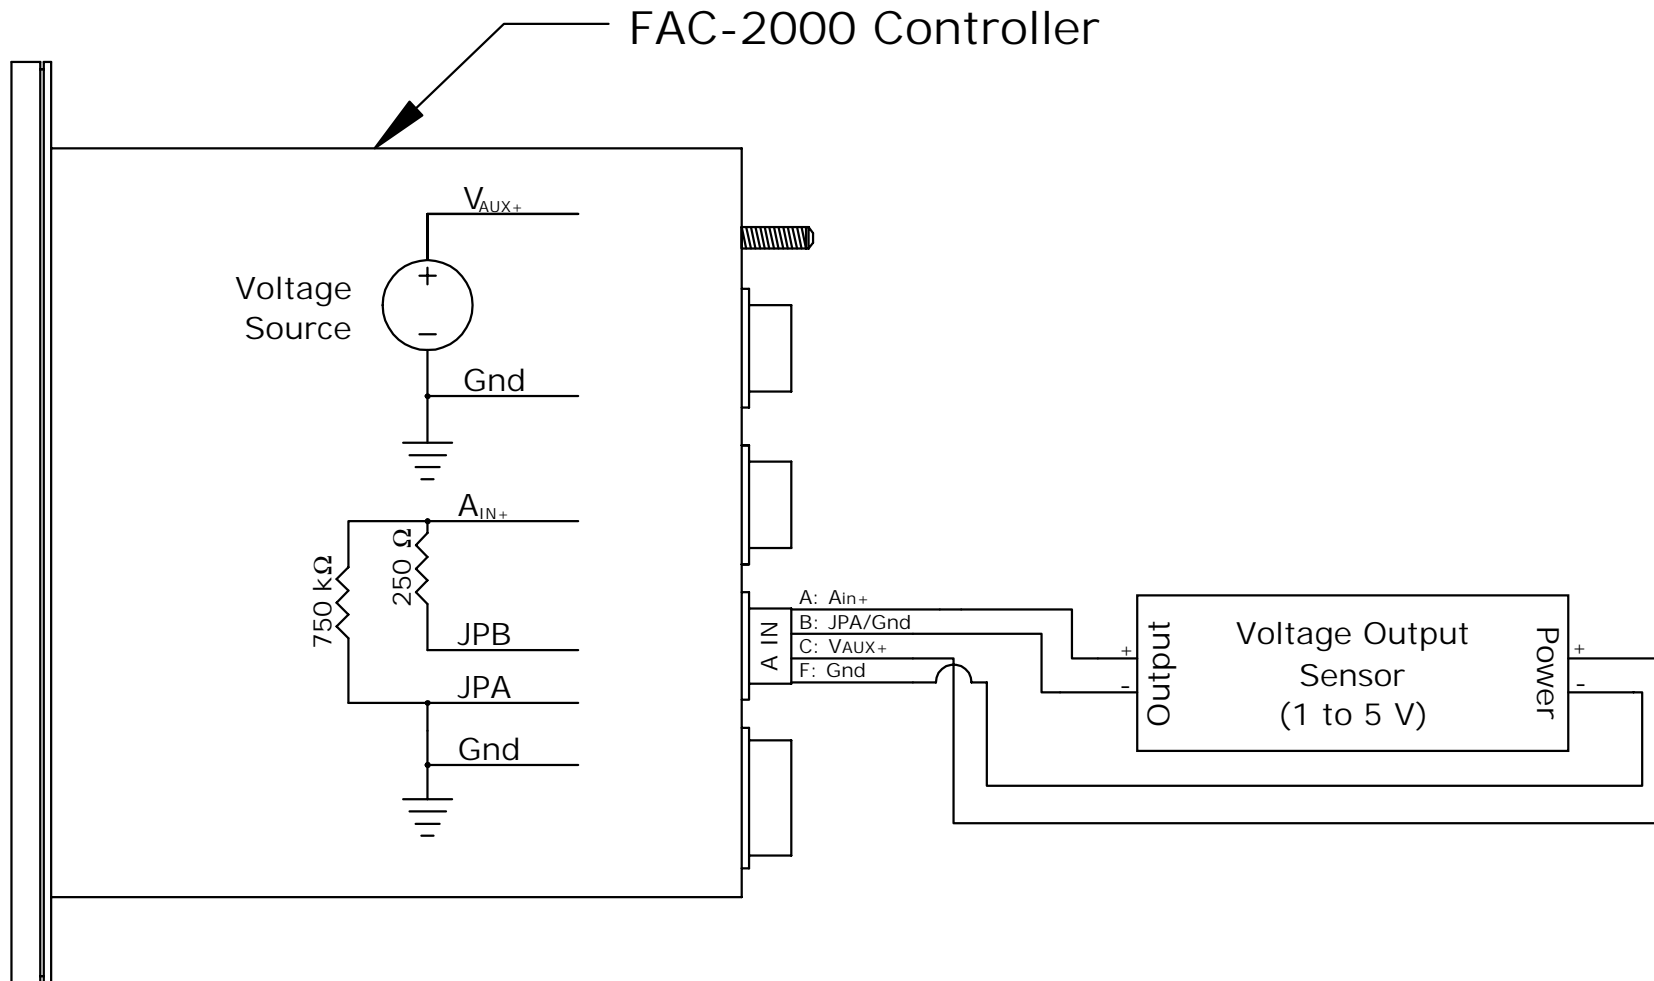 FAC-2000 Controller
VAUX+
+
Voltage
Source
−
Gnd
AIN+
750 kΩ
250 Ω
JPB
JPA
Gnd
A IN
A: Ain+
B: JPA/Gnd
C: VAUX+
F: Gnd
+
-
Output
Voltage Output
Sensor
(1 to 5 V)
Power
+
-